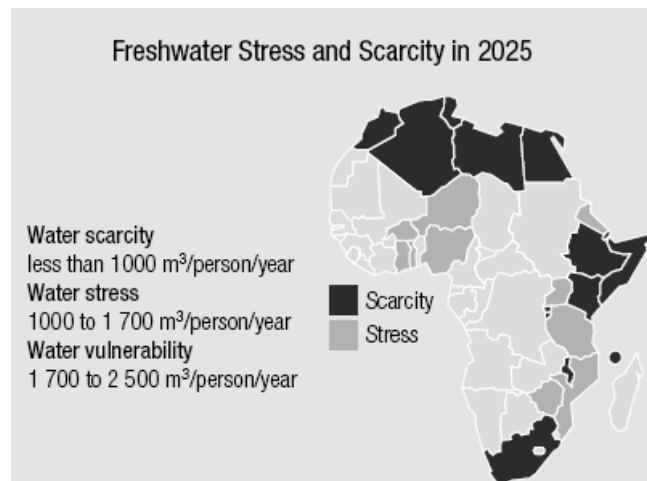 Freshwater Stress and Scarcity in 2025
Water scarcity
less than 1000 m³/person/year
Water stress
1000 to 1 700 m³/person/year
Water vulnerability
1 700 to 2 500 m³/person/year
Scarcity
Stress